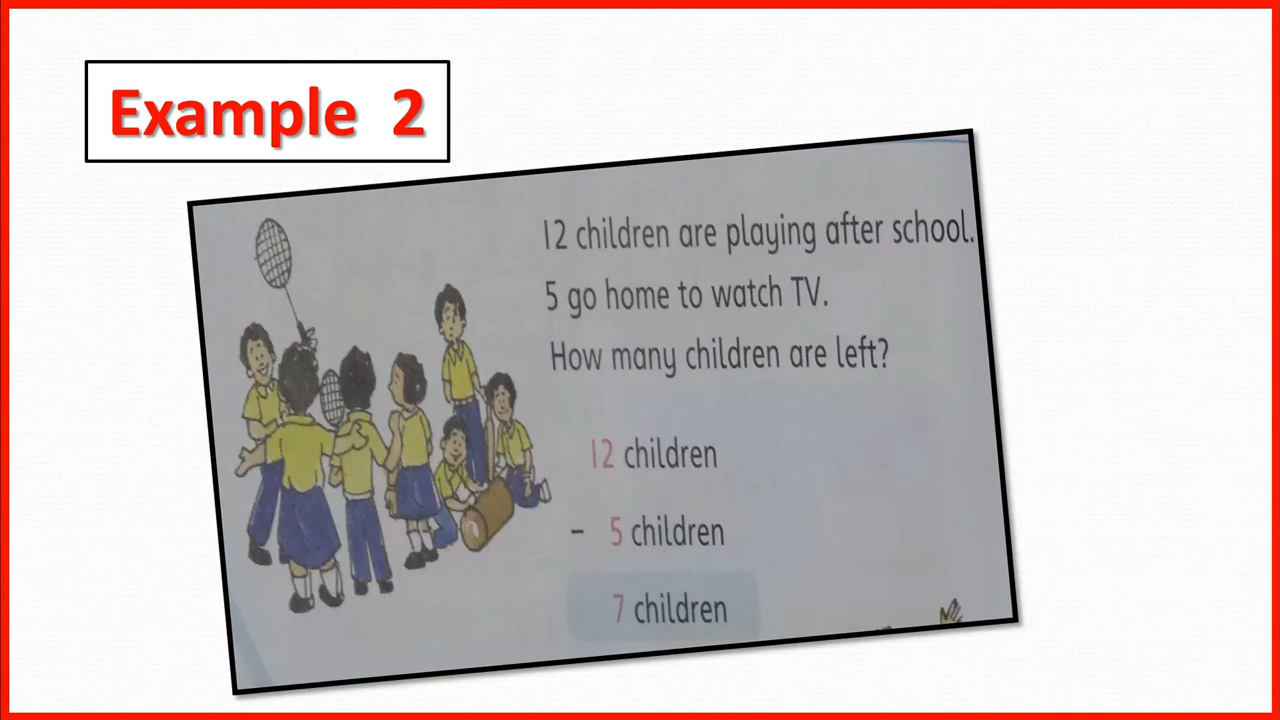 Example 2
12 children are playing after school.
5 go home to watch TV.
How many children are left?
12 children
- 5 children
7 children